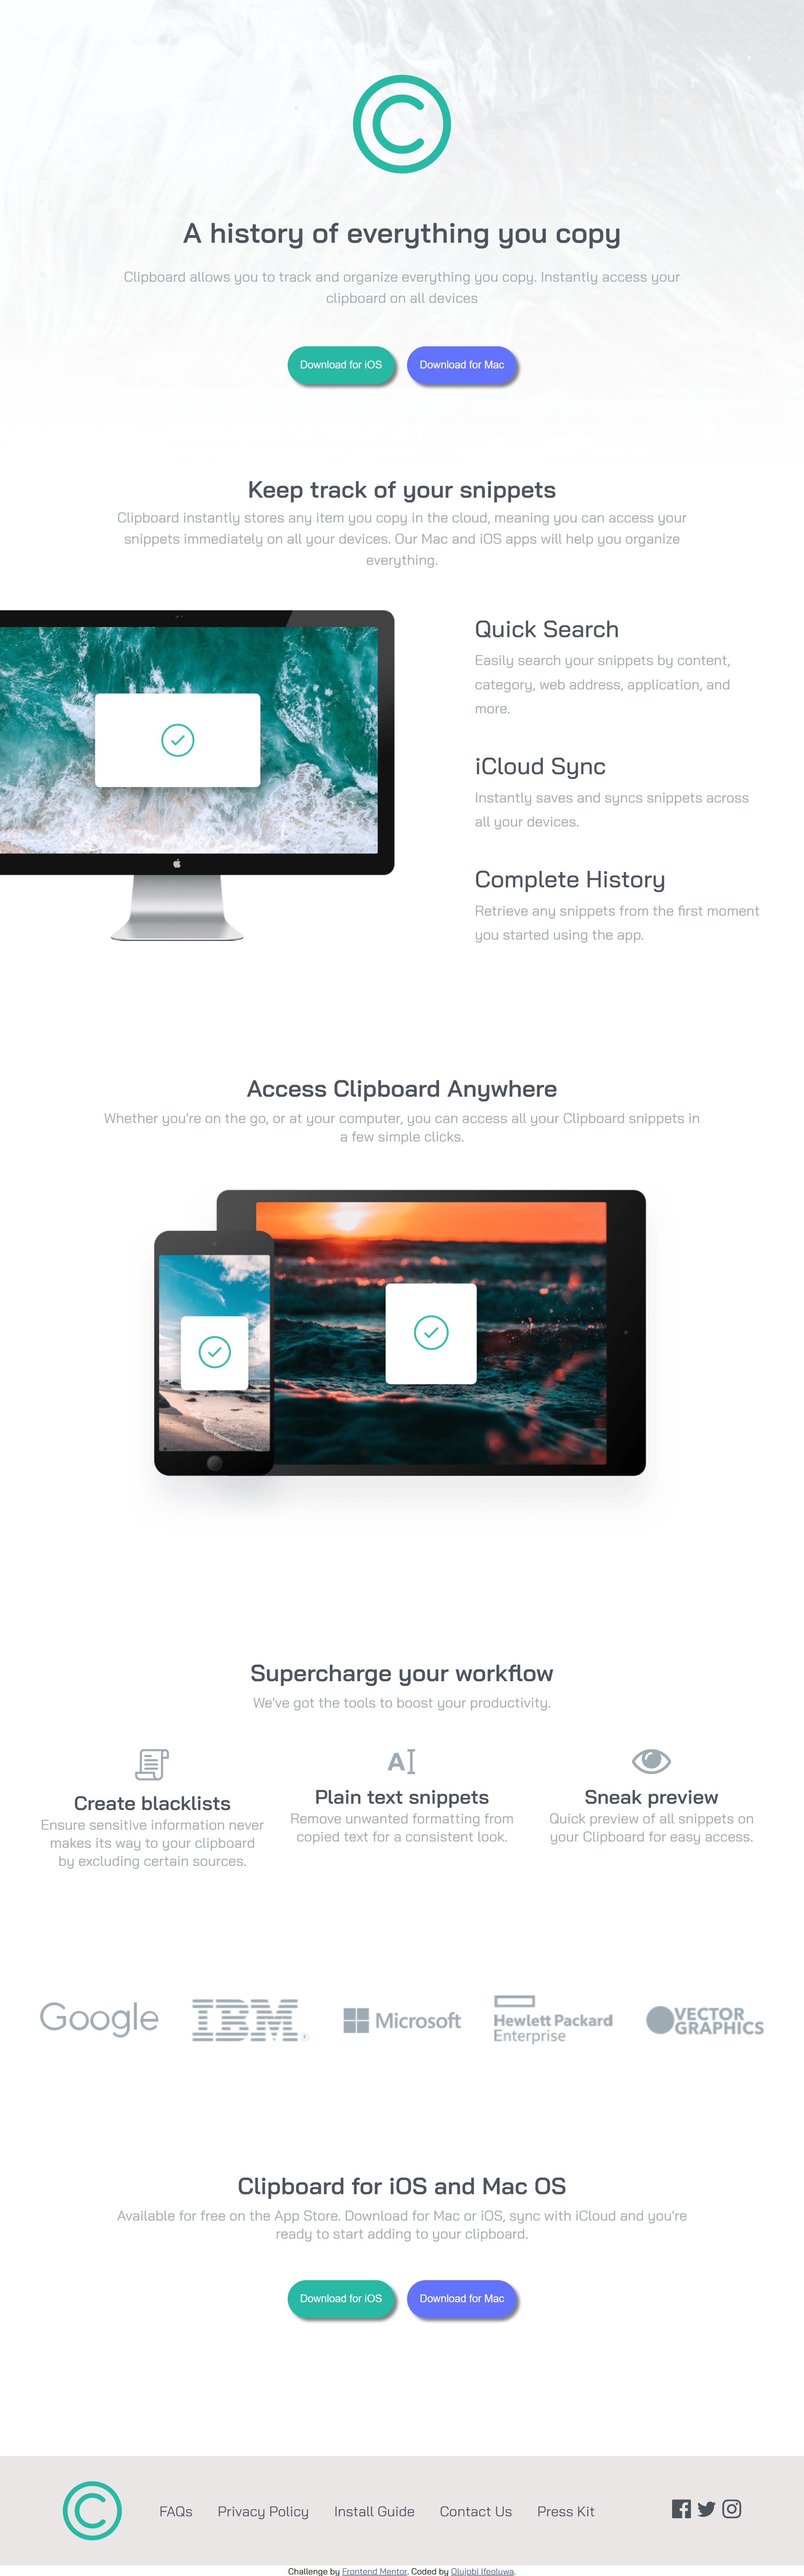 A history of everything you copy
Clipboard allows you to track and organize everything you copy. Instantly access your
clipboard on all devices
Download for iOS
Download for Mac
Keep track of your snippets
Clipboard instantly stores any item you copy in the cloud, meaning you can access your
snippets immediately on all your devices. Our Mac and iOS apps will help you organize
everything.
Quick Search
Easily search your snippets by content,
category, web address, application, and
more.
iCloud Sync
Instantly saves and syncs snippets across
all your devices.
Complete History
Retrieve any snippets from the first moment
you started using the app.
Access Clipboard Anywhere
Whether you're on the go, or at your computer, you can access all your Clipboard snippets in
a few simple clicks.
Supercharge your workflow
We've got the tools to boost your productivity.
Create blacklists
Ensure sensitive information never
makes its way to your clipboard
by excluding certain sources.
Plain text snippets
Remove unwanted formatting from
copied text for a consistent look.
Sneak preview
Quick preview of all snippets on
your Clipboard for easy access.
Google
IBM
Microsoft
Hewlett Packard
Enterprise
VECTOR
GRAPHICS
Clipboard for iOS and Mac OS
Available for free on the App Store. Download for Mac or iOS, sync with iCloud and you're
ready to start adding to your clipboard.
Download for iOS
Download for Mac
FAQs
Privacy Policy
Install Guide
Contact Us
Press Kit
Challenge by Frontend Mentor. Coded by Olujobi Ifeoluwa.